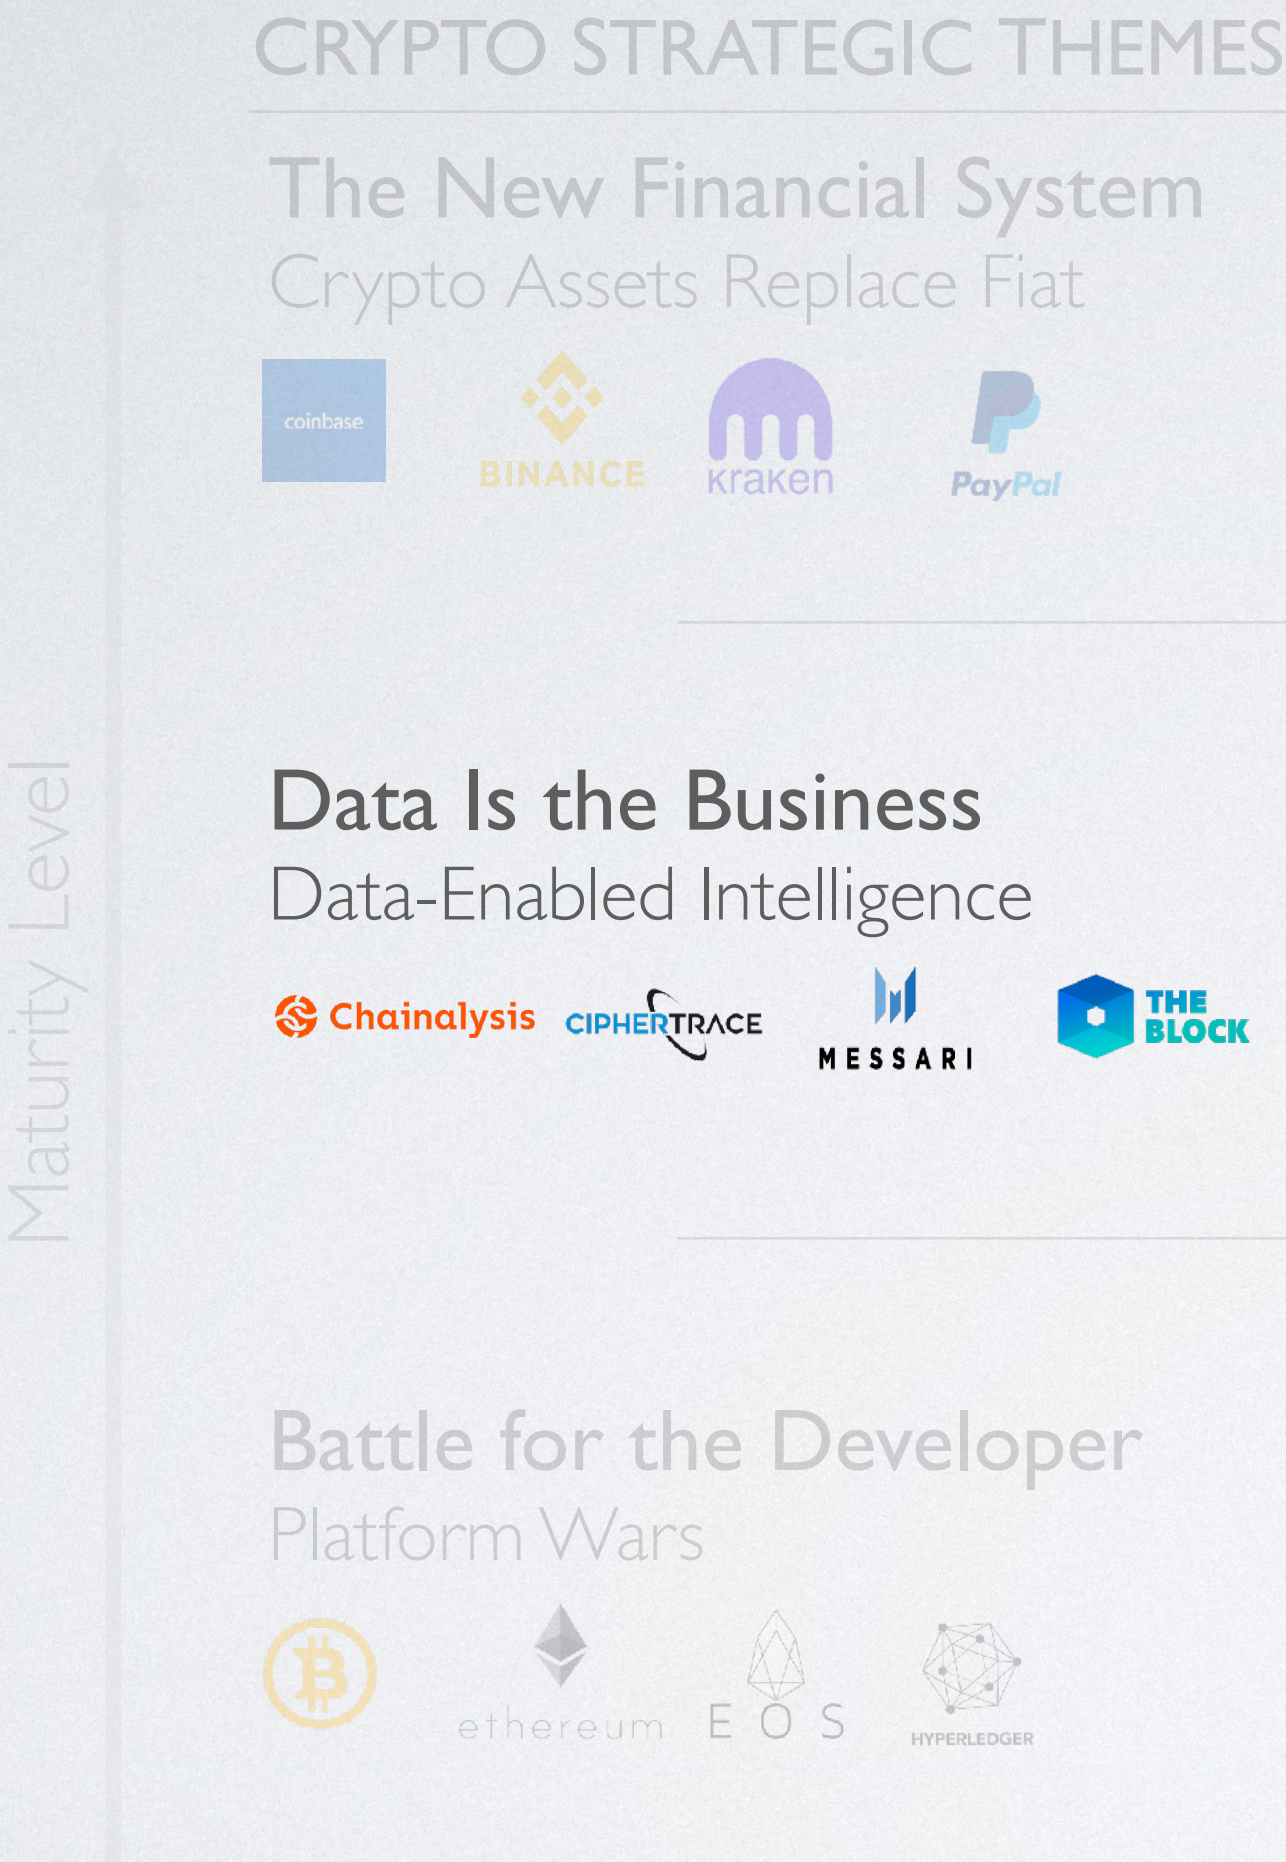 CRYPTO STRATEGIC THEMES
The New Financial System
Crypto Assets Replace Fiat
coinbase
BINANCE
kraken
PayPal
Maturity Level
Data Is the Business
Data-Enabled Intelligence
Chainalysis
CIPHERTRACE
MESSARI
THE
BLOCK
Battle for the Developer
Platform Wars
ethereum
EOS
HYPERLEDGER